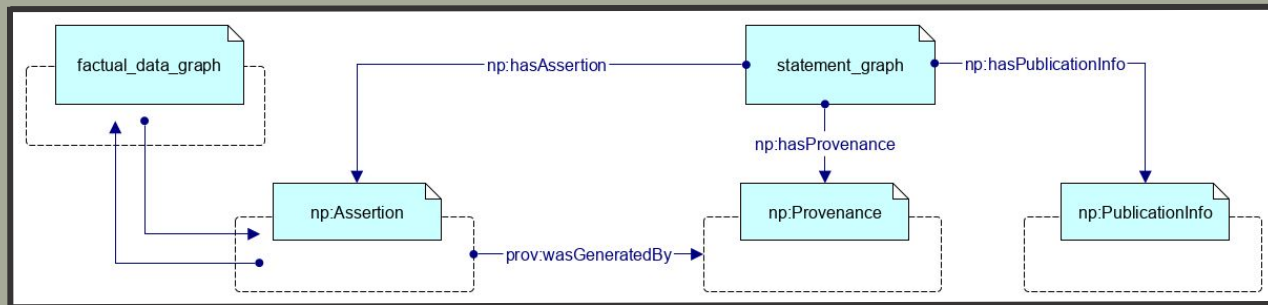 factual_data_graph
np:hasAssertion
statement_graph
np:hasPublicationInfo
np:hasProvenance
np:Assertion
np:Provenance
np:PublicationInfo
prov:wasGeneratedBy